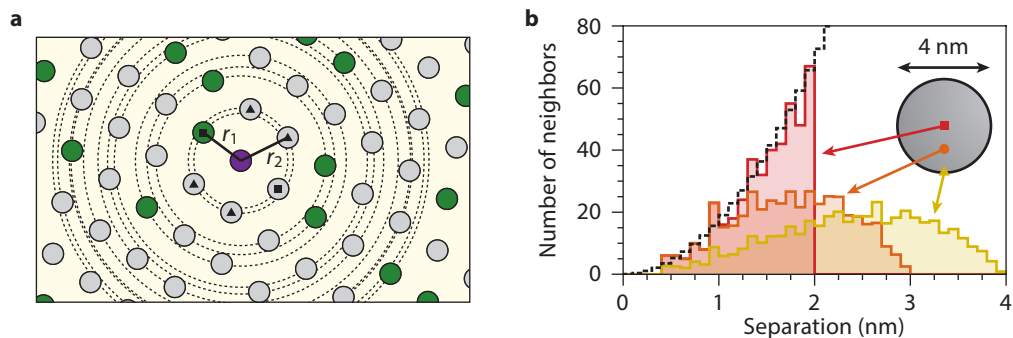 a
r1
r2
b
4 nm
Number of neighbors
80
60
40
20
0
0
1
2
3
4
Separation (nm)